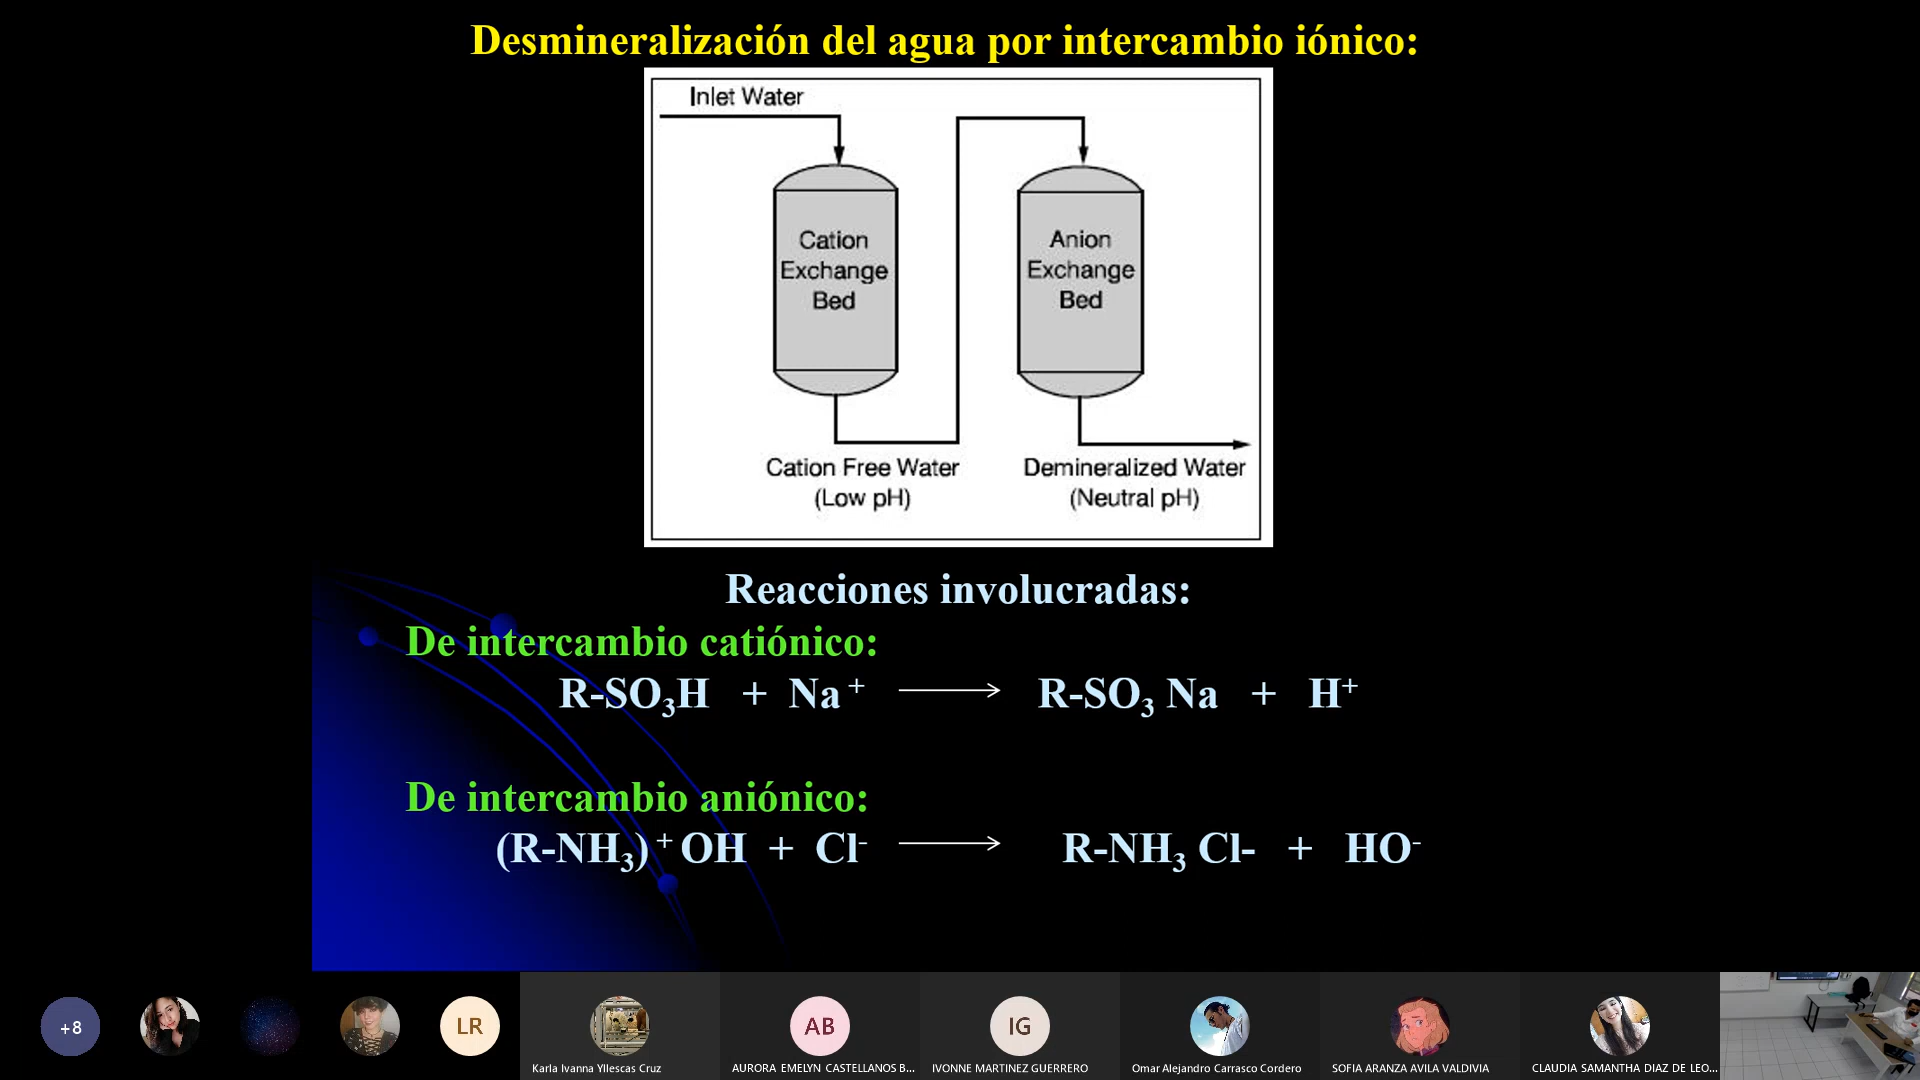 Desmineralización del agua por intercambio iónico:
Inlet Water
Cation
Exchange
Bed
Anion
Exchange
Bed
Cation Free Water
(Low pH)
Demineralized Water
(Neutral pH)
Reacciones involucradas:
De intercambio catiónico:
R-SO₃H + Na⁺ ⟶ R-SO₃ Na + H⁺
De intercambio aniónico:
(R-NH₃)⁺ OH + Cl⁻ ⟶ R-NH₃ Cl- + HO⁻
+8
LR
Karla Ivanna Yllescas Cruz
AB
AURORA EMELYN CASTELLANOS B...
IG
IVONNE MARTINEZ GUERRERO
Omar Alejandro Carrasco Cordero
SOFIA ARANZA AVILA VALDIVIA
CLAUDIA SAMANTHA DIAZ DE LEO...